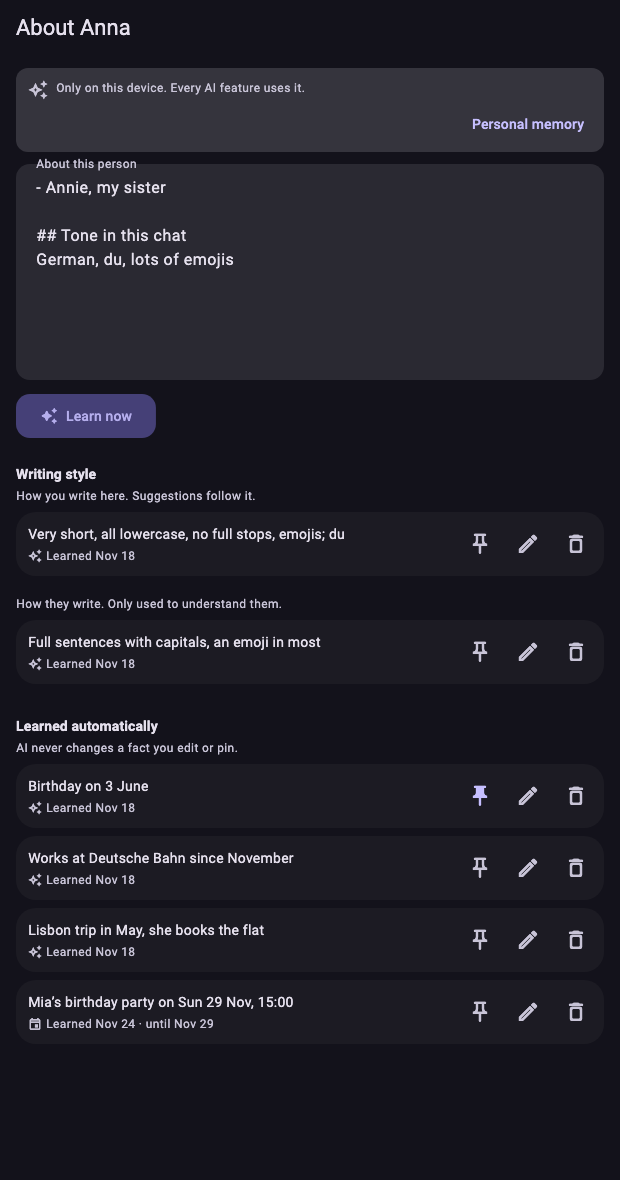 About Anna
Only on this device. Every AI feature uses it.
Personal memory
About this person
- Annie, my sister
## Tone in this chat
German, du, lots of emojis
Learn now
Writing style
How you write here. Suggestions follow it.
Very short, all lowercase, no full stops, emojis; du
Learned Nov 18
How they write. Only used to understand them.
Full sentences with capitals, an emoji in most
Learned Nov 18
Learned automatically
AI never changes a fact you edit or pin.
Birthday on 3 June
Learned Nov 18
Works at Deutsche Bahn since November
Learned Nov 18
Lisbon trip in May, she books the flat
Learned Nov 18
Mia’s birthday party on Sun 29 Nov, 15:00
Learned Nov 24 · until Nov 29